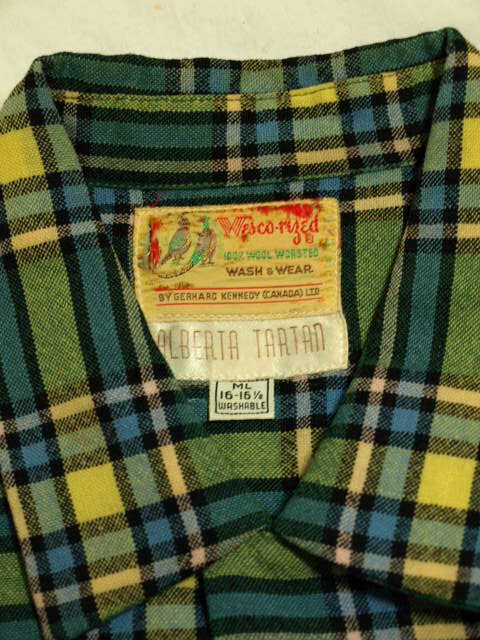 Wesco-rized
100% WOOL WORSTED
WASH & WEAR
BY GERHARD KENNEDY (CANADA) LTD
ALBERTA TARTAN
ML
16-16½
WASHABLE